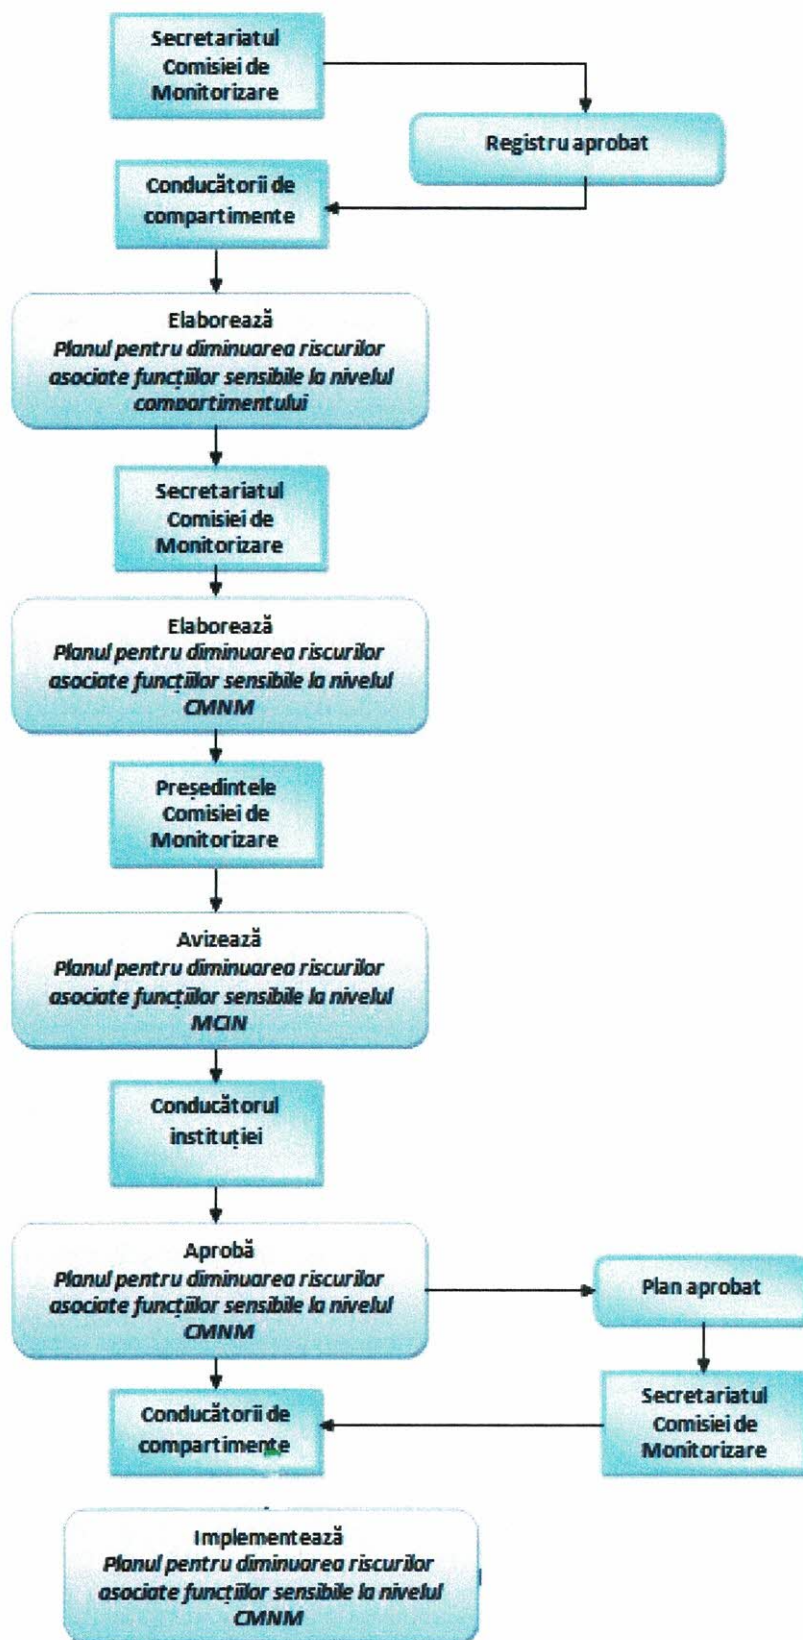 Secretariatul
Comisiei de
Monitorizare
Registru aprobat
Conducătorii de
compartimente
Elaborează
Planul pentru diminuarea riscurilor
asociate funcțiilor sensibile la nivelul
compartimentului
Secretariatul
Comisiei de
Monitorizare
Elaborează
Planul pentru diminuarea riscurilor
asociate funcțiilor sensibile la nivelul
CMNM
Președintele
Comisiei de
Monitorizare
Avizează
Planul pentru diminuarea riscurilor
asociate funcțiilor sensibile la nivelul
MCIN
Conducătorul
instituției
Aprobă
Planul pentru diminuarea riscurilor
asociate funcțiilor sensibile la nivelul
CMNM
Plan aprobat
Secretariatul
Comisiei de
Monitorizare
Conducătorii de
compartimente
Implementează
Planul pentru diminuarea riscurilor
asociate funcțiilor sensibile la nivelul
CMNM